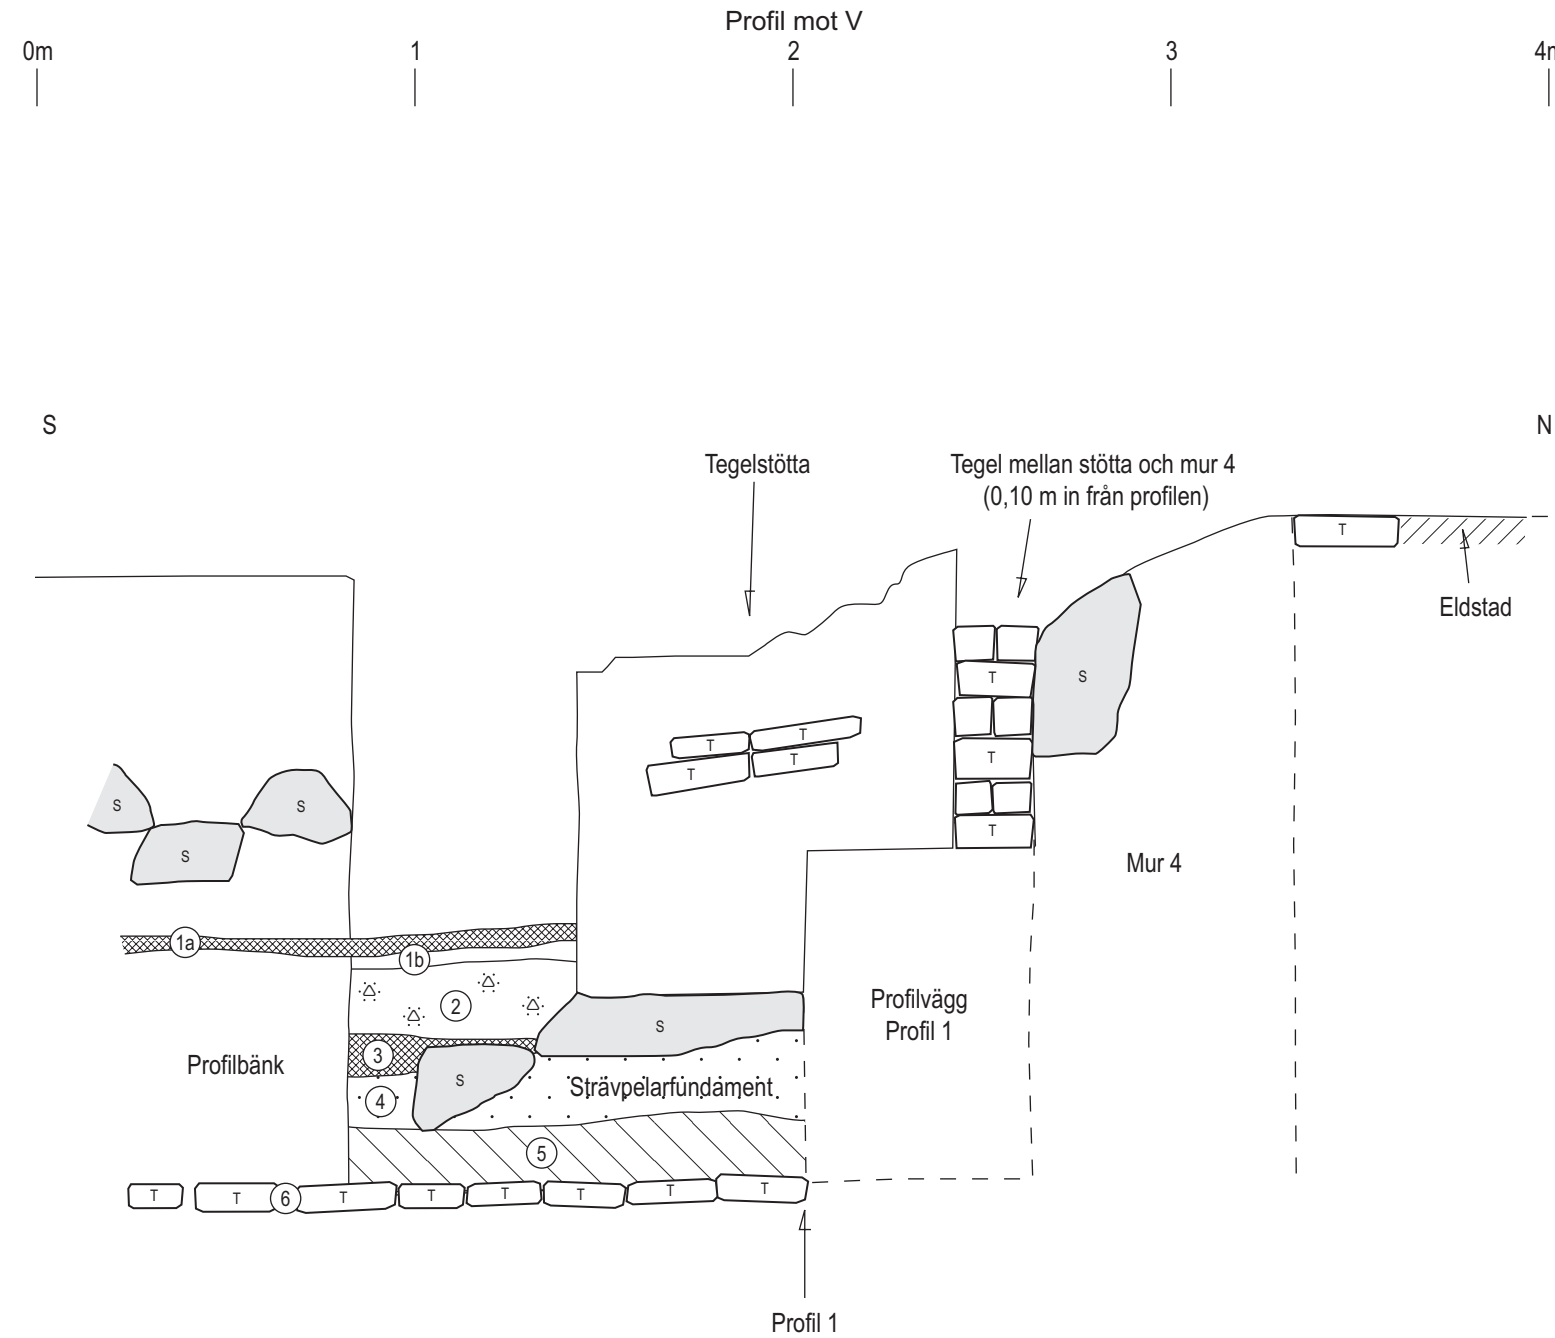 Profil mot V
0m 1 2 3 4m
S N
Tegelstötta
Tegel mellan stötta och mur 4
(0,10 m in från profilen)
T
Eldstad
T
S
T T
T T
T
T
S S
S
Mur 4
1a
1b
2
Profilvägg
Profil 1
S
Profilbänk
3
S
Strävpelarfundament
4
5
T T 6 T T T T T T
Profil 1